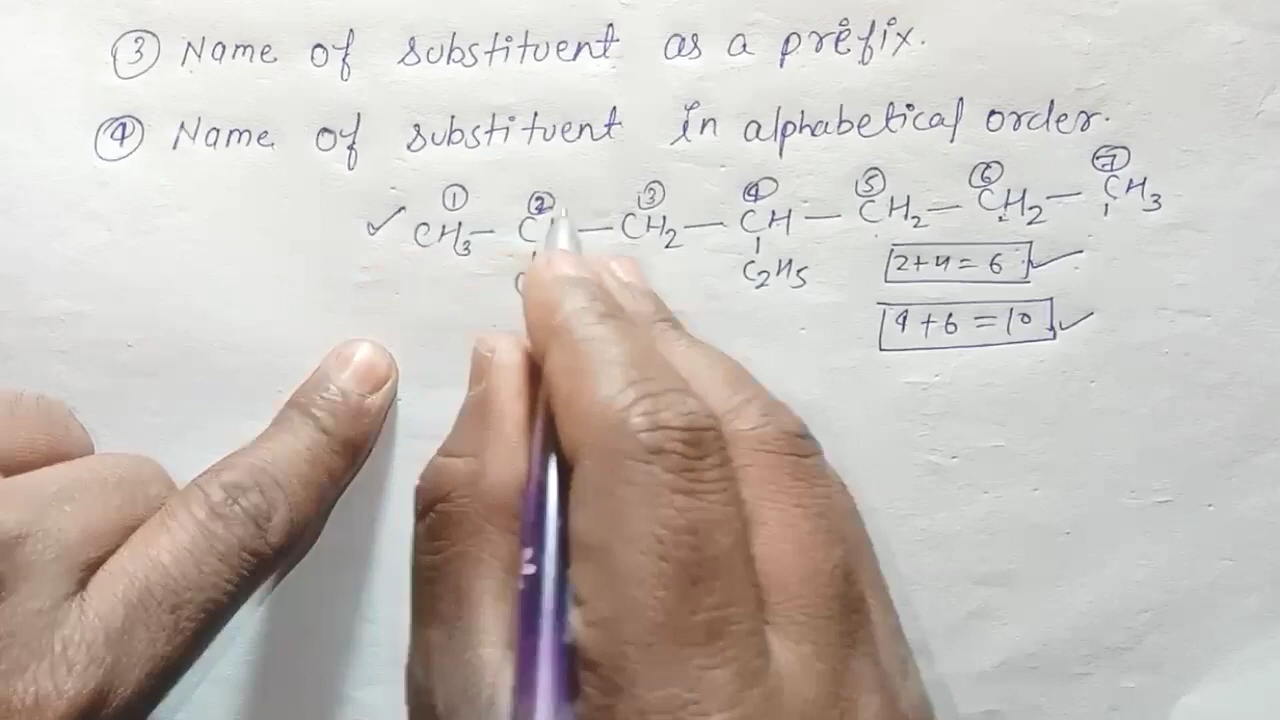 ③ Name of substituent as a prefix.
④ Name of substituent in alphabetical order.
① ② ③ ④ ⑤ ⑥ ⑦
✓ CH₃ – C – CH₂ – CH – CH₂ – CH₂ – CH₃
C₂H₅
2+4=6 ✓
4+6=10 ✓